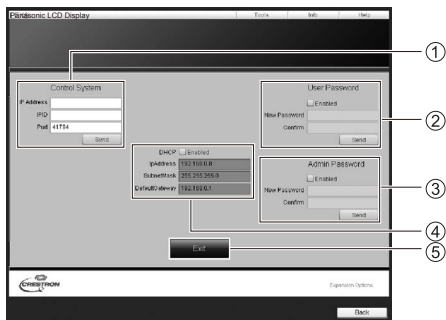 Panasonic LCD Display
Tools
Info
Help
Control System
IP Address
IPID
Port 41794
Send
User Password
Enabled
New Password
Confirm
Send
DHCP Enabled
IpAddress 192.168.0.8
SubnetMask 255.255.255.0
DefaultGateway 192.168.0.1
Admin Password
Enabled
New Password
Confirm
Send
Exit
CRESTRON
Expansion Options
Back
1
2
3
4
5